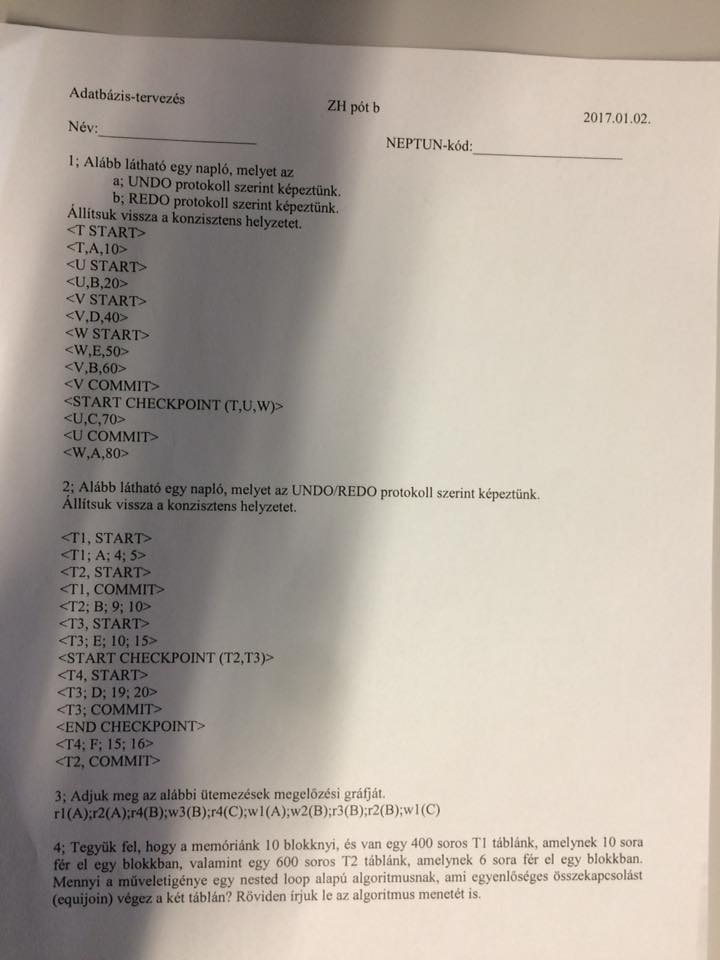 Adatbázis-tervezés
ZH pót b
2017.01.02.
Név:____________________
NEPTUN-kód:____________________
1; Alább látható egy napló, melyet az
a; UNDO protokoll szerint képeztünk.
b; REDO protokoll szerint képeztünk.
Állítsuk vissza a konzisztens helyzetet.
<T START>
<T,A,10>
<U START>
<U,B,20>
<V START>
<V,D,40>
<W START>
<W,E,50>
<V,B,60>
<V COMMIT>
<START CHECKPOINT (T,U,W)>
<U,C,70>
<U COMMIT>
<W,A,80>
2; Alább látható egy napló, melyet az UNDO/REDO protokoll szerint képeztünk.
Állítsuk vissza a konzisztens helyzetet.
<T1, START>
<T1; A; 4; 5>
<T2, START>
<T1, COMMIT>
<T2; B; 9; 10>
<T3, START>
<T3; E; 10; 15>
<START CHECKPOINT (T2,T3)>
<T4, START>
<T3; D; 19; 20>
<T3; COMMIT>
<END CHECKPOINT>
<T4; F; 15; 16>
<T2, COMMIT>
3; Adjuk meg az alábbi ütemezések megelőzési gráfját.
r1(A);r2(A);r4(B);w3(B);r4(C);w1(A);w2(B);r3(B);r2(B);w1(C)
4; Tegyük fel, hogy a memóriánk 10 blokknyi, és van egy 400 soros T1 táblánk, amelynek 10 sora
fér el egy blokkban, valamint egy 600 soros T2 táblánk, amelynek 6 sora fér el egy blokkban.
Mennyi a műveletigénye egy nested loop alapú algoritmusnak, ami egyenlőséges összekapcsolást
(equijoin) végez a két táblán? Röviden írjuk le az algoritmus menetét is.